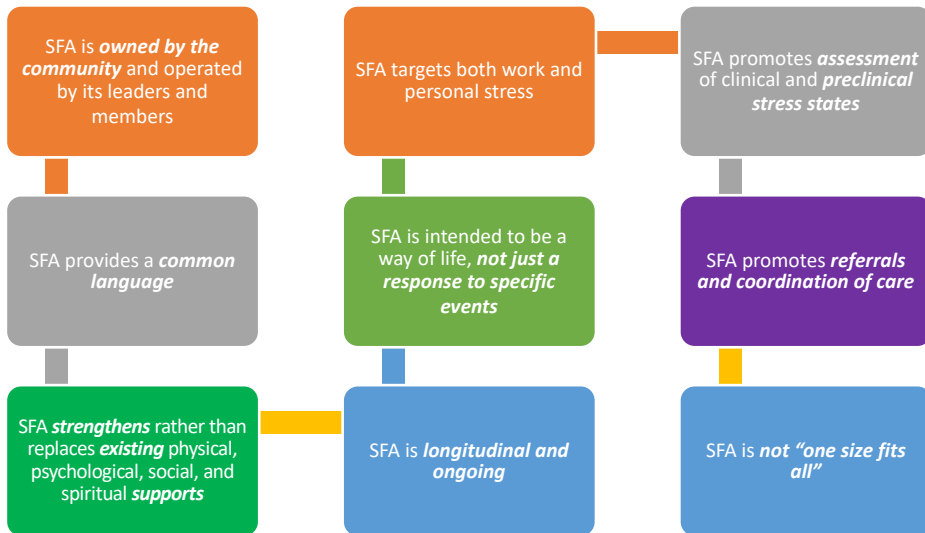 SFA is owned by the
community and operated
by its leaders and
members
SFA provides a common
language
SFA strengthens rather than
replaces existing physical,
psychological, social, and
spiritual supports
SFA is longitudinal and
ongoing
SFA is intended to be a
way of life, not just a
response to specific
events
SFA targets both work and
personal stress
SFA promotes assessment
of clinical and preclinical
stress states
SFA promotes referrals
and coordination of care
SFA is not “one size fits
all”